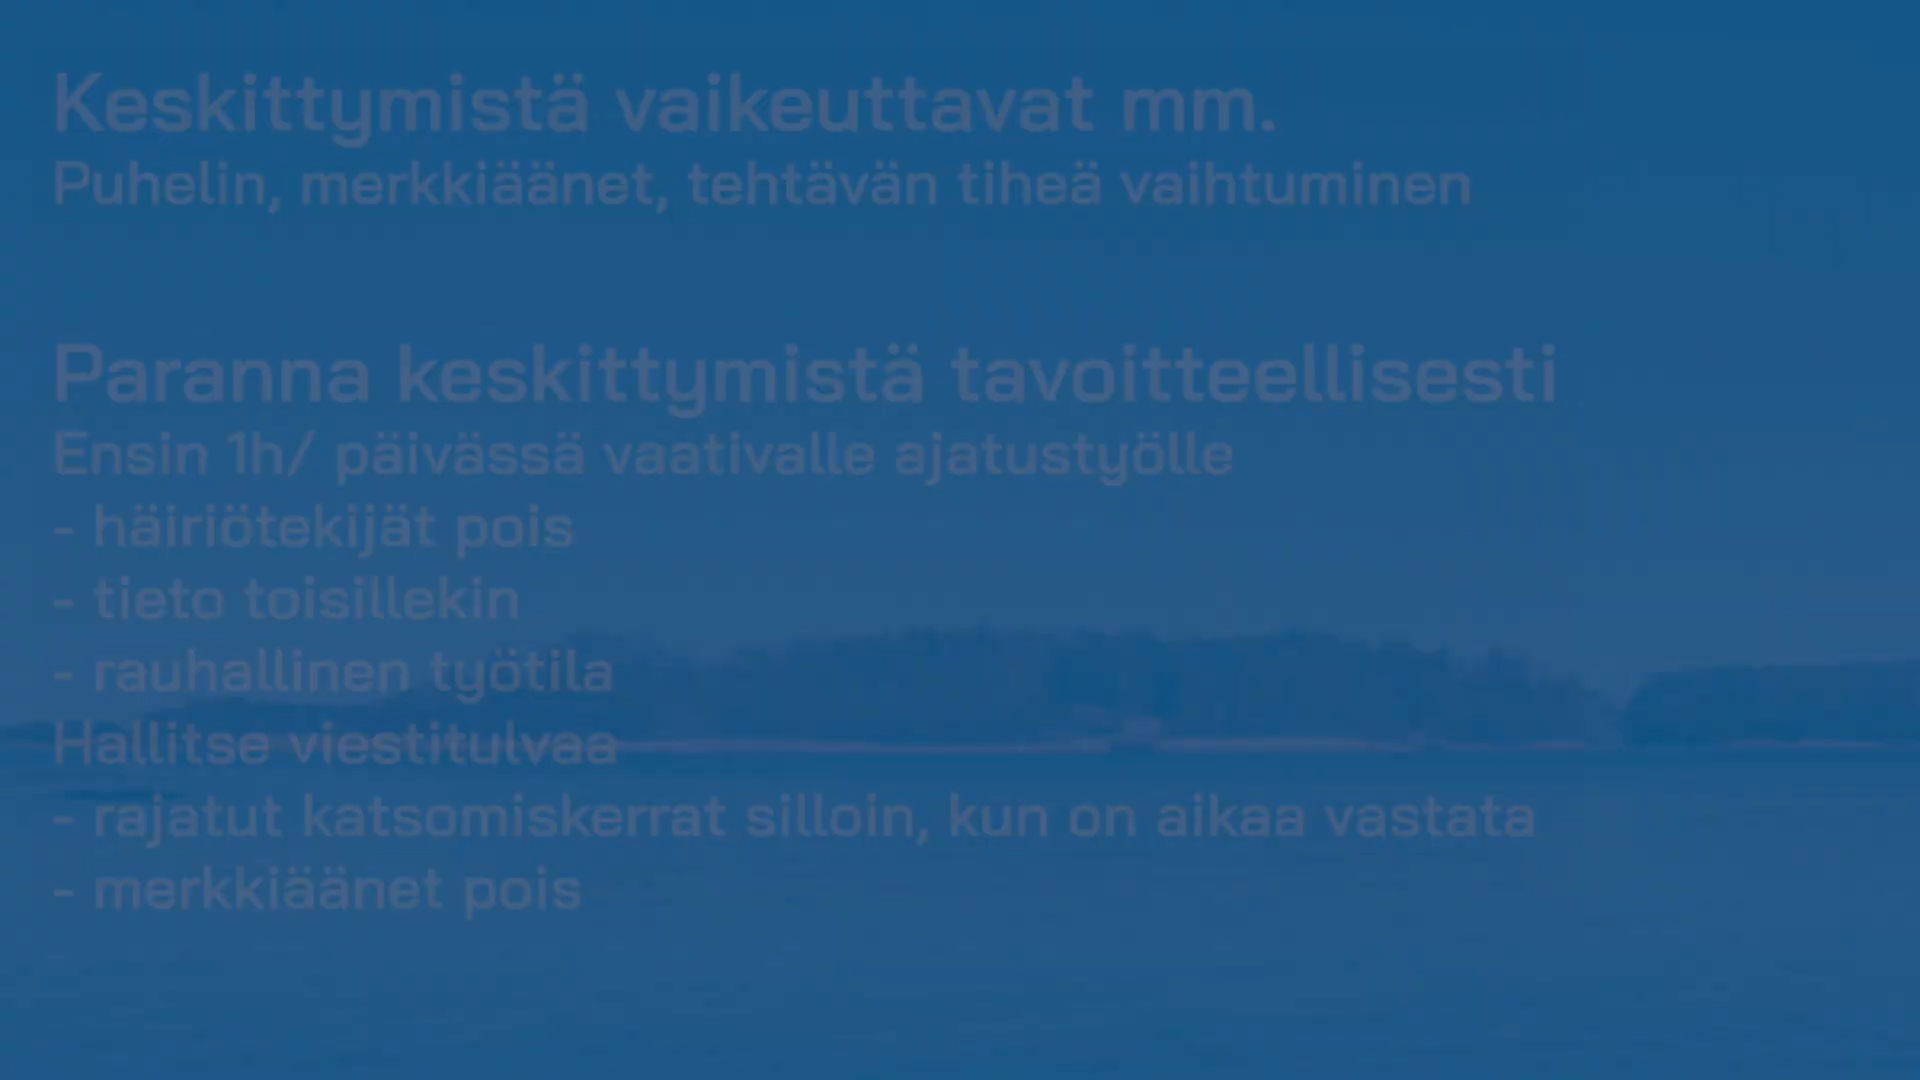 Keskittymistä vaikeuttavat mm.
Puhelin, merkkiäänet, tehtävän tiheä vaihtuminen
Paranna keskittymistä tavoitteellisesti
Ensin 1h/ päivässä vaativalle ajatustyölle
- häiriötekijät pois
- tieto toisillekin
- rauhallinen työtila
Hallitse viestitulvaa
- rajatut katsomiskerrat silloin, kun on aikaa vastata
- merkkiäänet pois